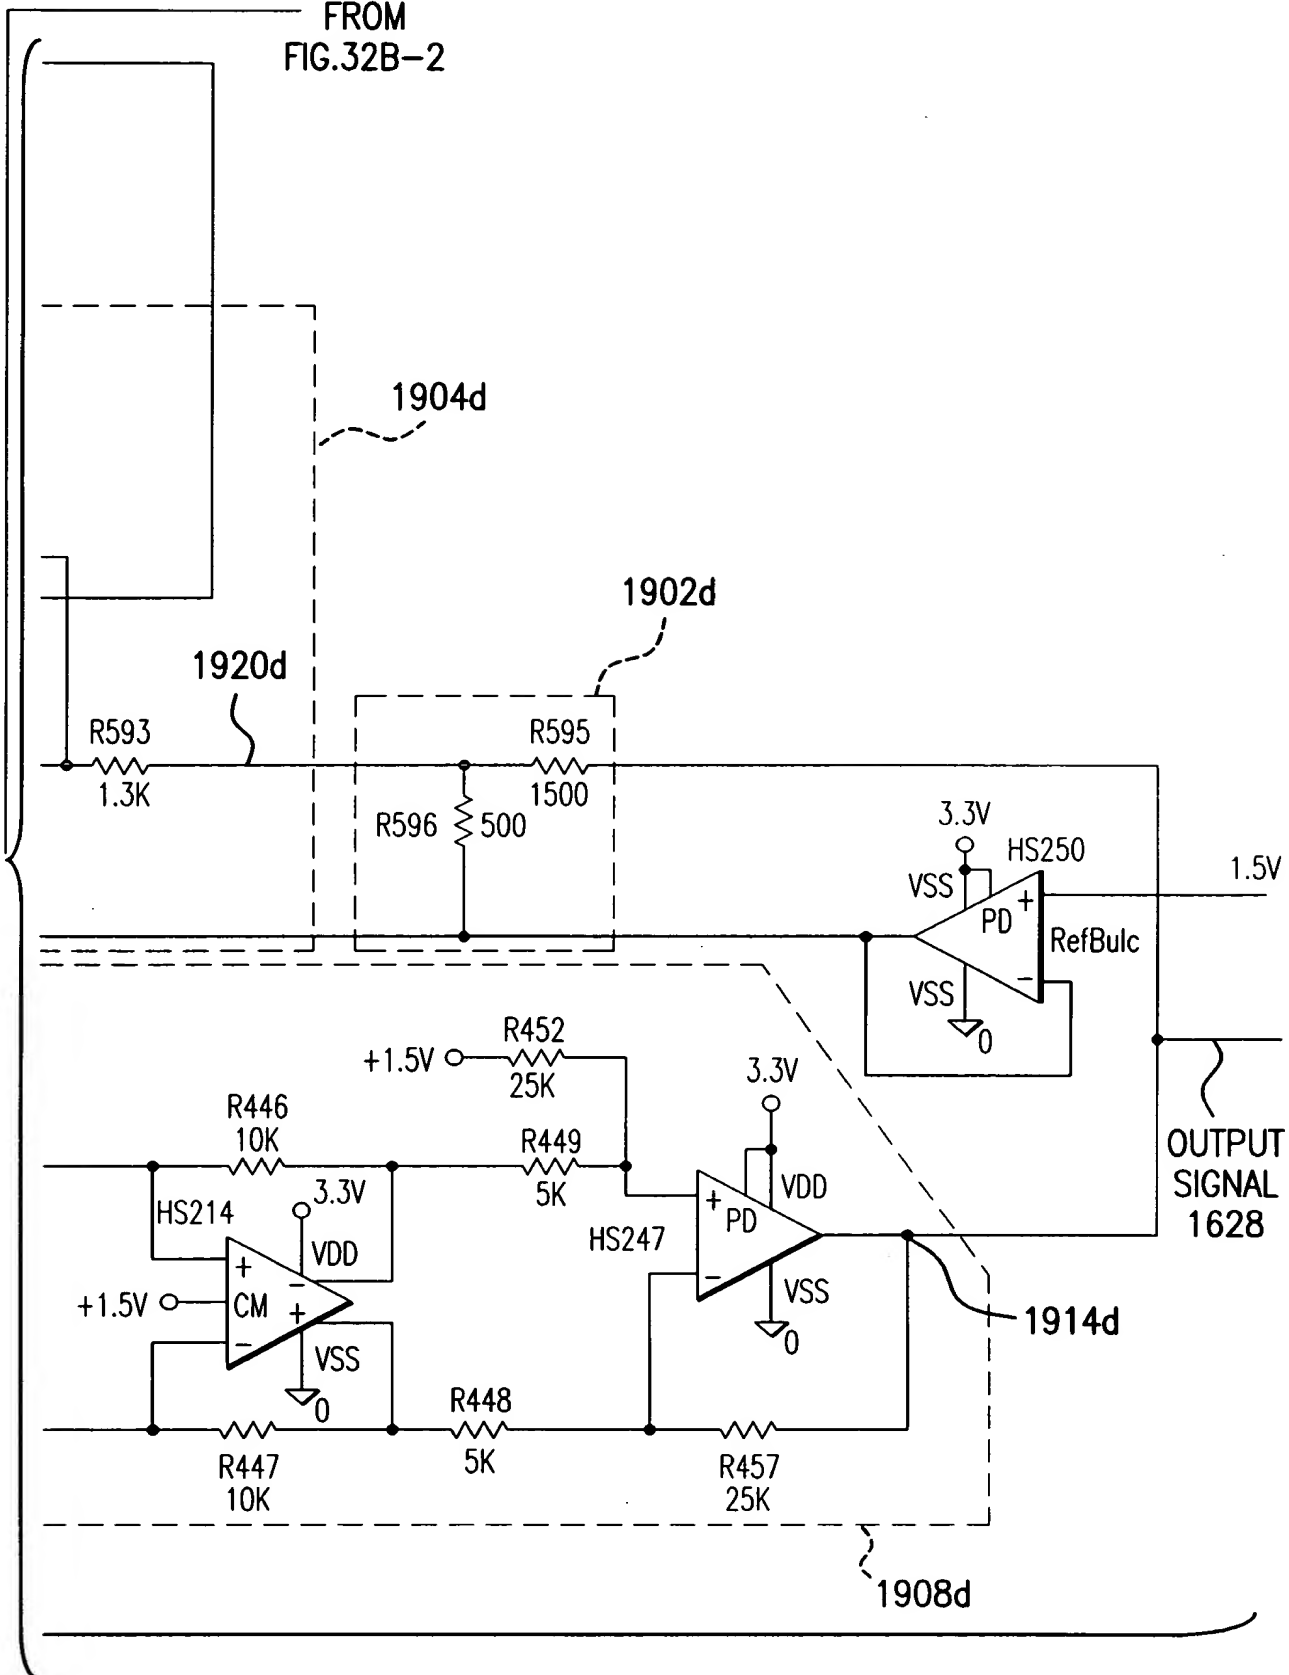 FROM
FIG.32B-2
1904d
1902d
1920d
R593
1.3K
R595
1500
R596
500
3.3V
HS250
VSS
+
PD
1.5V
RefBulc
-
VSS
0
R452
+1.5V
25K
3.3V
R446
10K
R449
5K
OUTPUT
SIGNAL
1628
HS214
3.3V
VDD
+
-
+1.5V
CM
+
-
VSS
0
HS247
+
PD
VDD
-
VSS
0
1914d
R448
5K
R447
10K
R457
25K
1908d